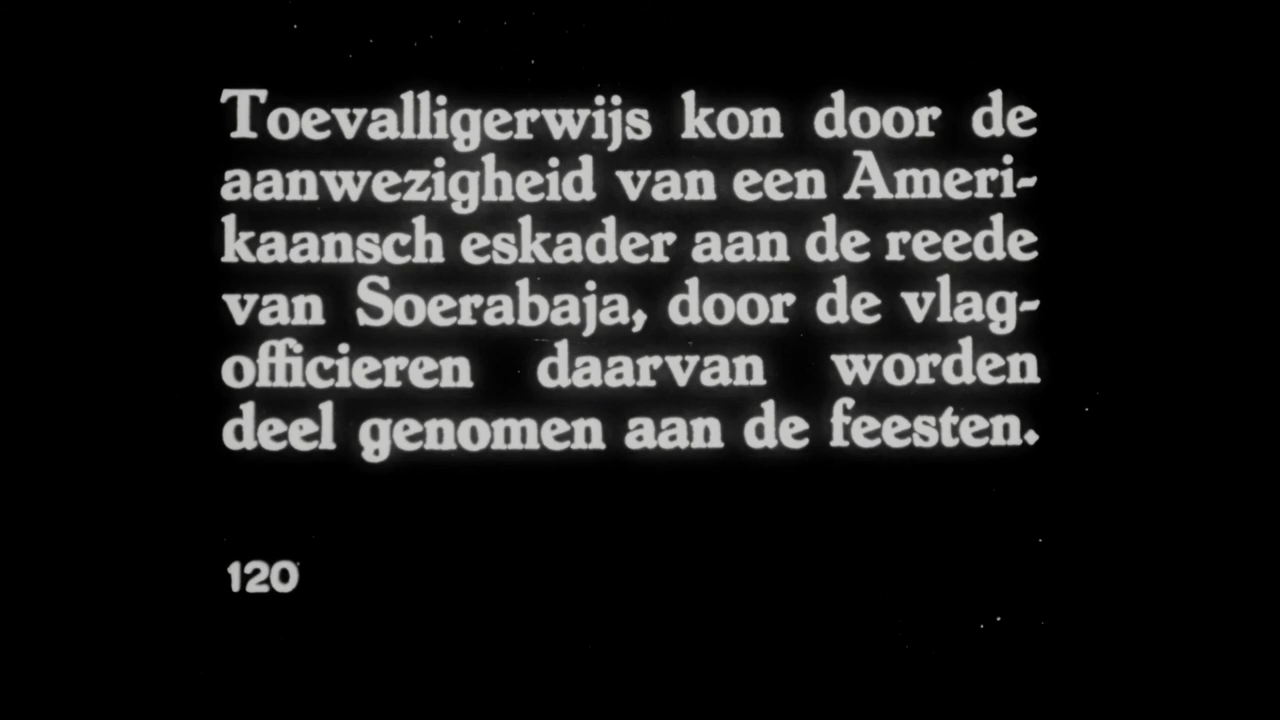 Toevalligerwijs kon door de
aanwezigheid van een Ameri-
kaansch eskader aan de reede
van Soerabaja, door de vlag-
officieren daarvan worden
deel genomen aan de feesten.
120